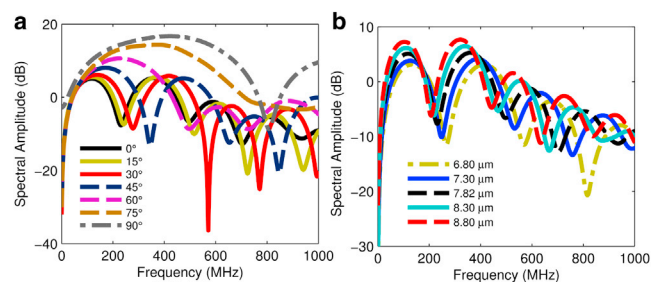 a
Spectral Amplitude (dB)
20
0
-20
-40
0°
15°
30°
45°
60°
75°
90°
0 200 400 600 800 1000
Frequency (MHz)
b
Spectral Amplitude (dB)
10
0
-10
-20
-30
6.80 μm
7.30 μm
7.82 μm
8.30 μm
8.80 μm
0 200 400 600 800 1000
Frequency (MHz)